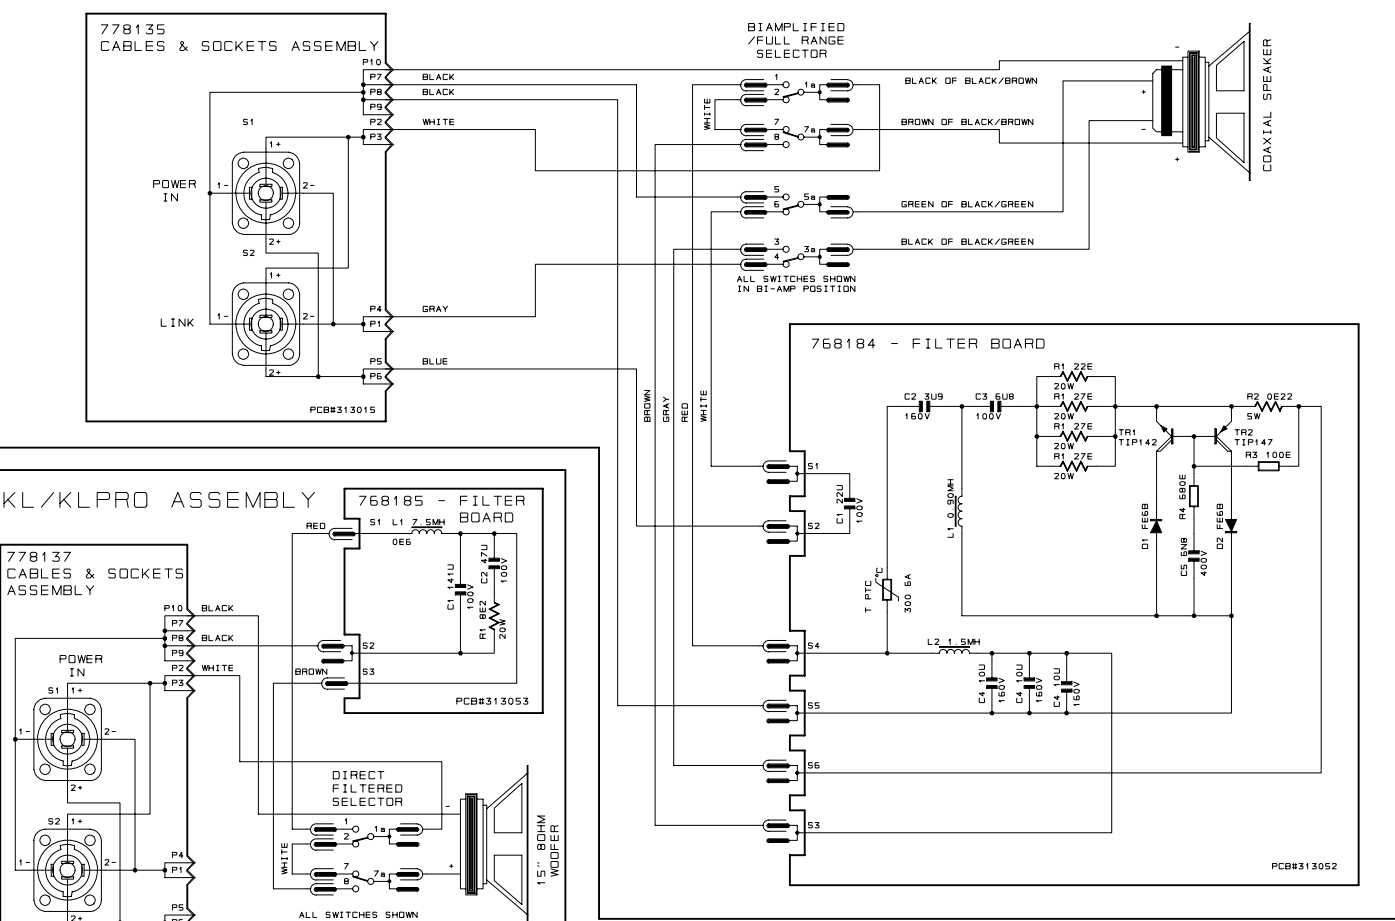 778135
CABLES & SOCKETS ASSEMBLY
P10
P7
P8
P9
P2
P3
BLACK
BLACK
WHITE
S1
1+
POWER
IN
1-
2-
2+
S2
1+
LINK
1-
2-
2+
P4
P1
GRAY
P5
P6
BLUE
PCB#313015
BIAMPLIFIED
/FULL RANGE
SELECTOR
1
2
1a
WHITE
7
8
7a
5
6
5a
3
4
3a
ALL SWITCHES SHOWN
IN BI-AMP POSITION
BLACK OF BLACK/BROWN
BROWN OF BLACK/BROWN
GREEN OF BLACK/GREEN
BLACK OF BLACK/GREEN
-
+
-
+
COAXIAL SPEAKER
BROWN
GRAY
RED
WHITE
768184 - FILTER BOARD
R1 22E
20W
R1 27E
20W
R1 27E
20W
R1 27E
20W
C2 3U9
160V
C3 6U8
100V
TR1
TIP142
TR2
TIP147
R2 0E22
5W
R3 100E
R4 680E
L1 0.90MH
D1 FE6B
D2 FE6B
C5 6N8
400V
T PTC
°C
300 6A
S1
C1 22U
100V
S2
S4
L2 1.5MH
C4 10U
160V
C4 10U
160V
C4 10U
160V
S5
S6
S3
PCB#313052
KL/KLPRO ASSEMBLY
768185 - FILTER
BOARD
RED
S1
L1 7.5MH
0E6
C1 141U
100V
C2 47U
100V
R1 8E2
20W
S2
BROWN
S3
PCB#313053
778137
CABLES & SOCKETS
ASSEMBLY
P10
P7
P8
P9
P2
P3
BLACK
BLACK
WHITE
POWER
IN
S1
1+
1-
2-
2+
S2
1+
1-
2-
2+
P4
P1
P5
DIRECT
FILTERED
SELECTOR
1
2
1a
WHITE
7
8
7a
-
+
15" 8OHM
WOOFER
ALL SWITCHES SHOWN